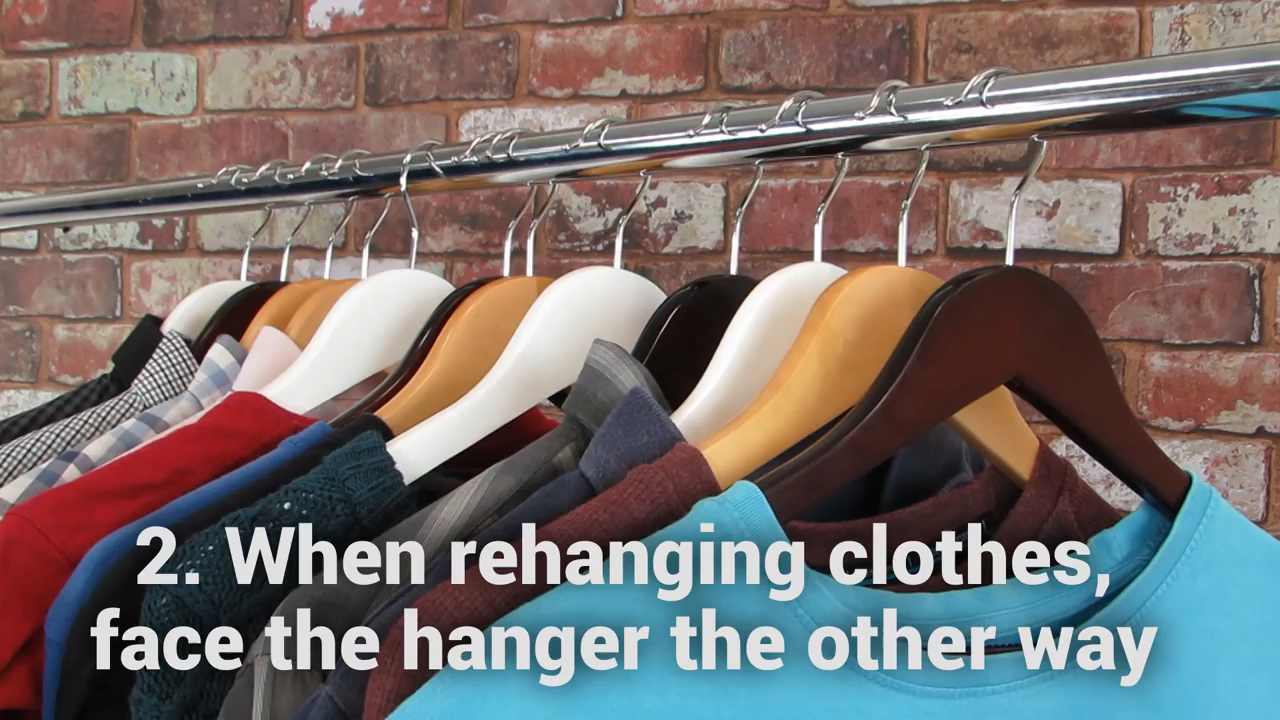 2. When rehanging clothes,
face the hanger the other way